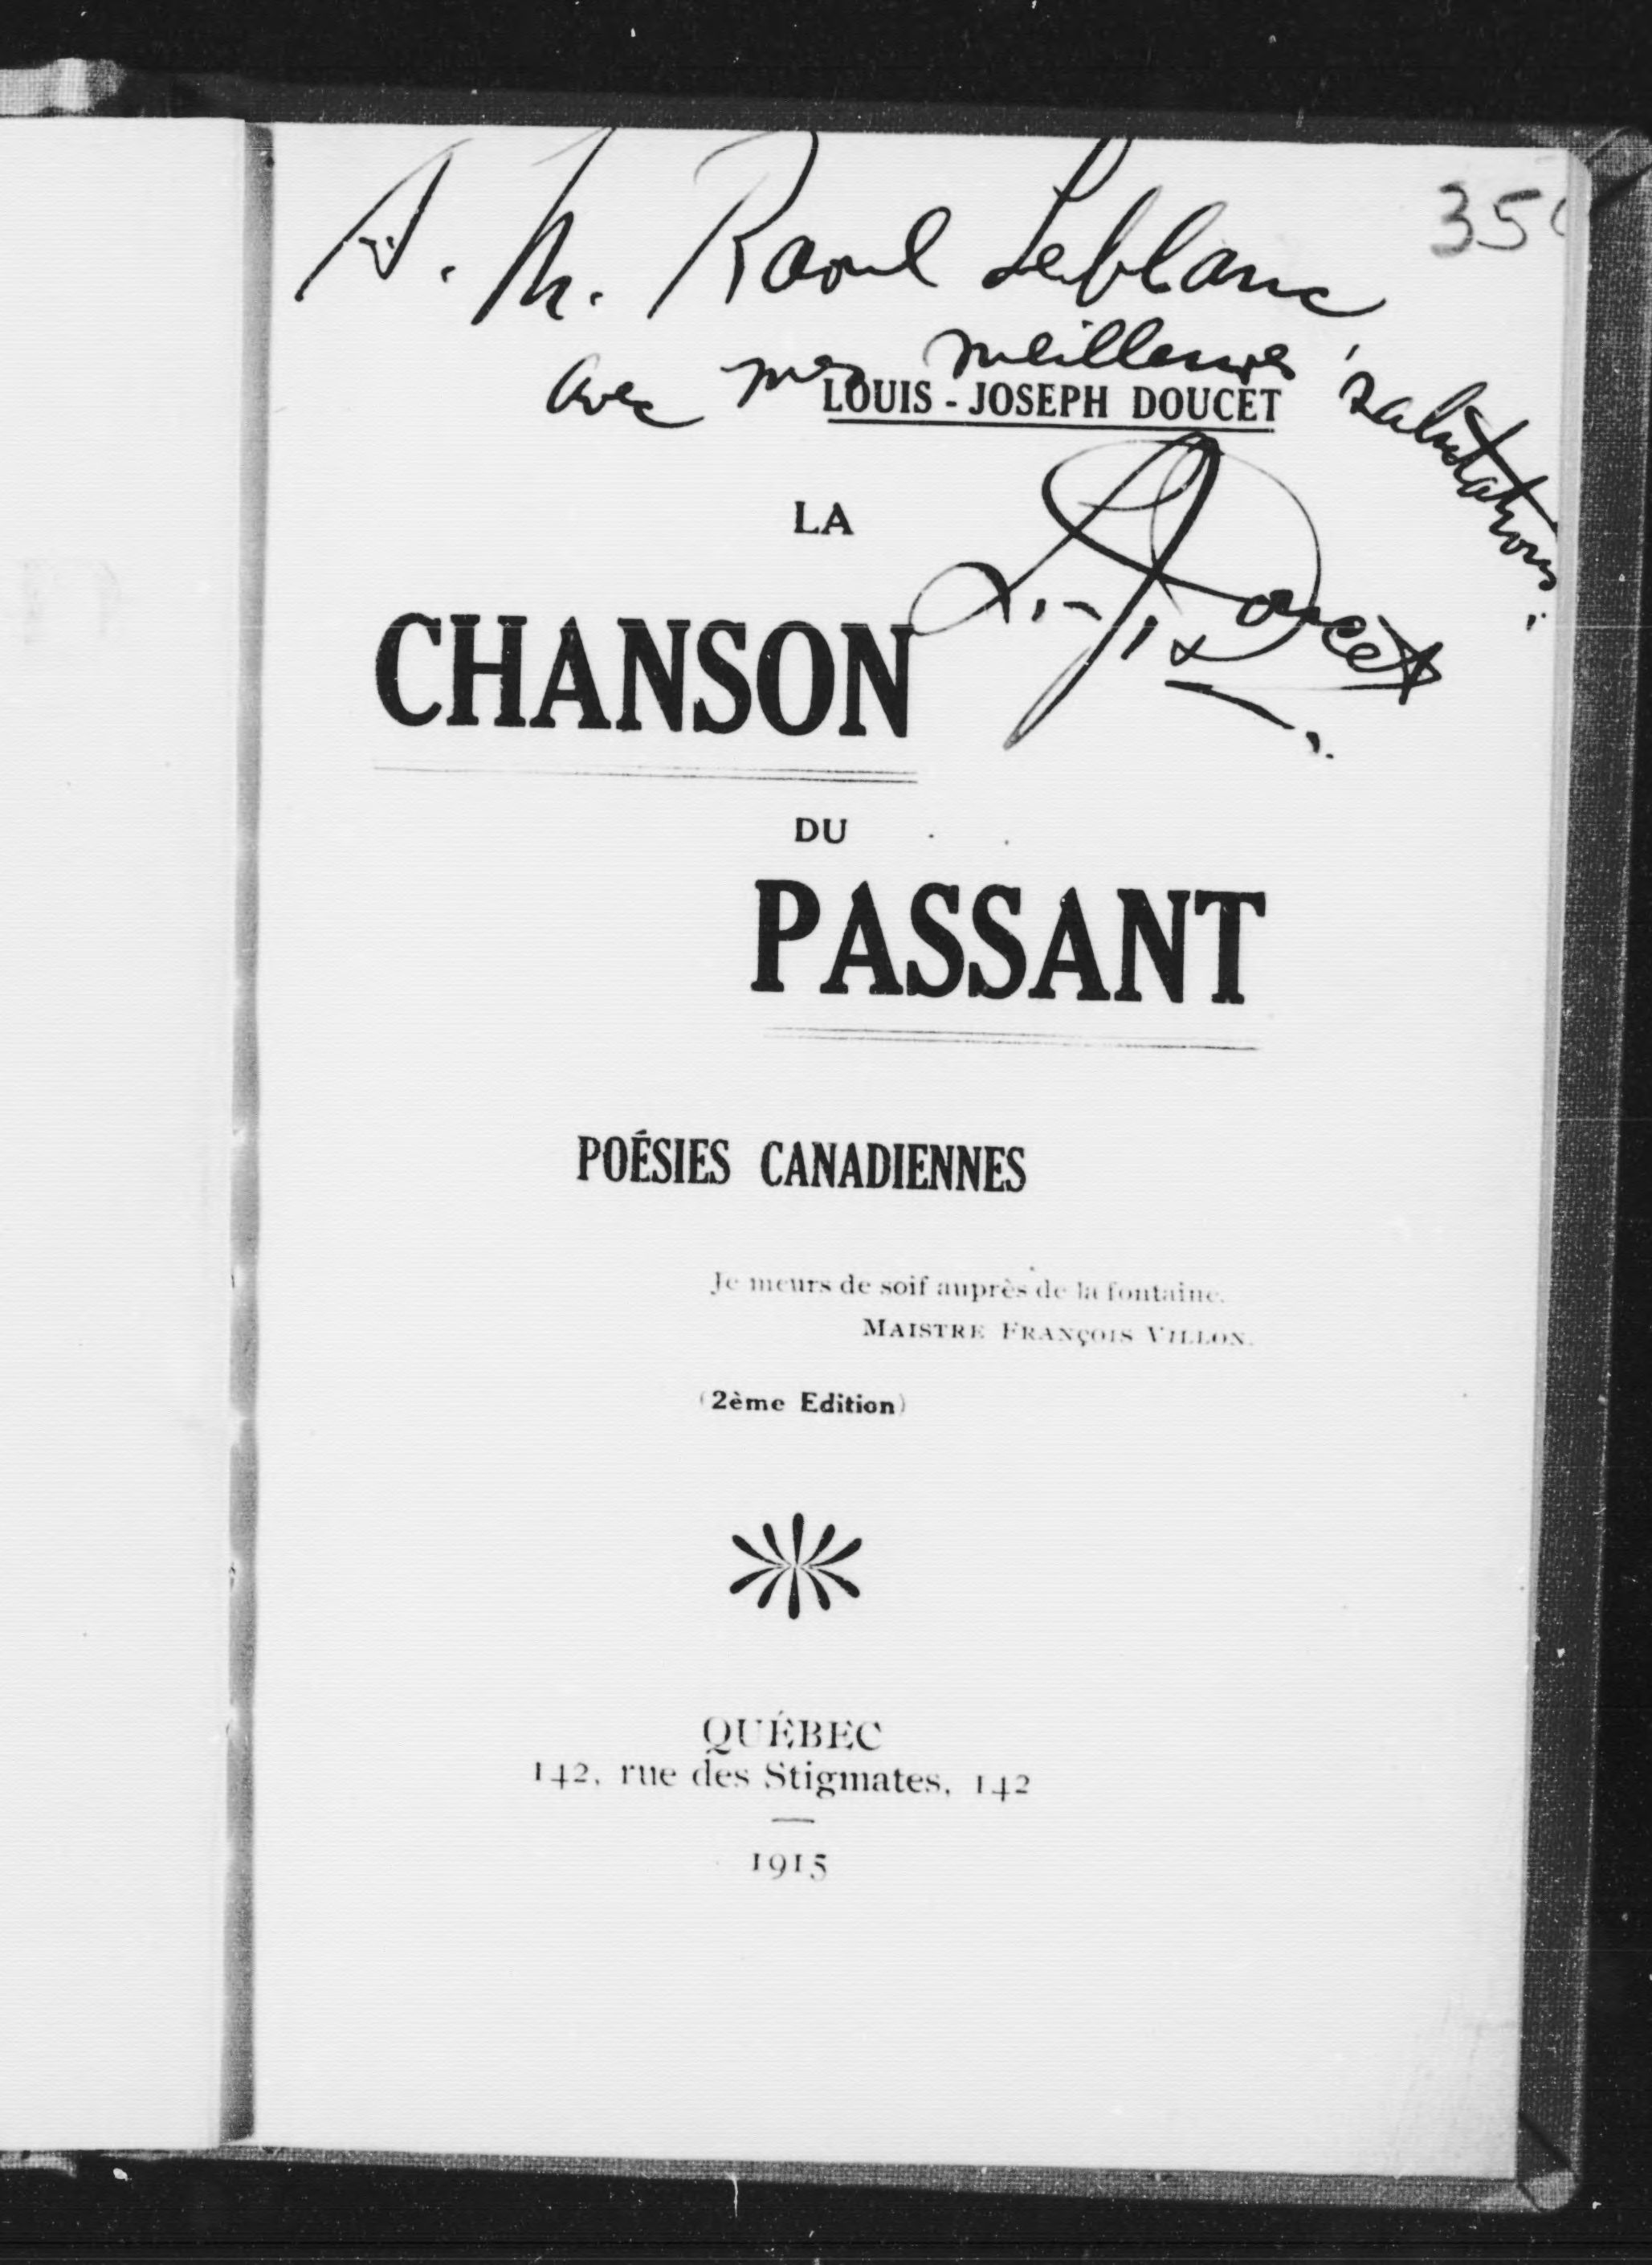 A. M. Raoul Leblanc
35
avec mes meilleures salutations.
LOUIS - JOSEPH DOUCET
L.-J. Doucet
LA
CHANSON
DU
PASSANT
POÉSIES CANADIENNES
Je meurs de soif auprès de la fontaine.
MAISTRE FRANÇOIS VILLON.
(2ème Edition)
QUÉBEC
142, rue des Stigmates, 142
1915